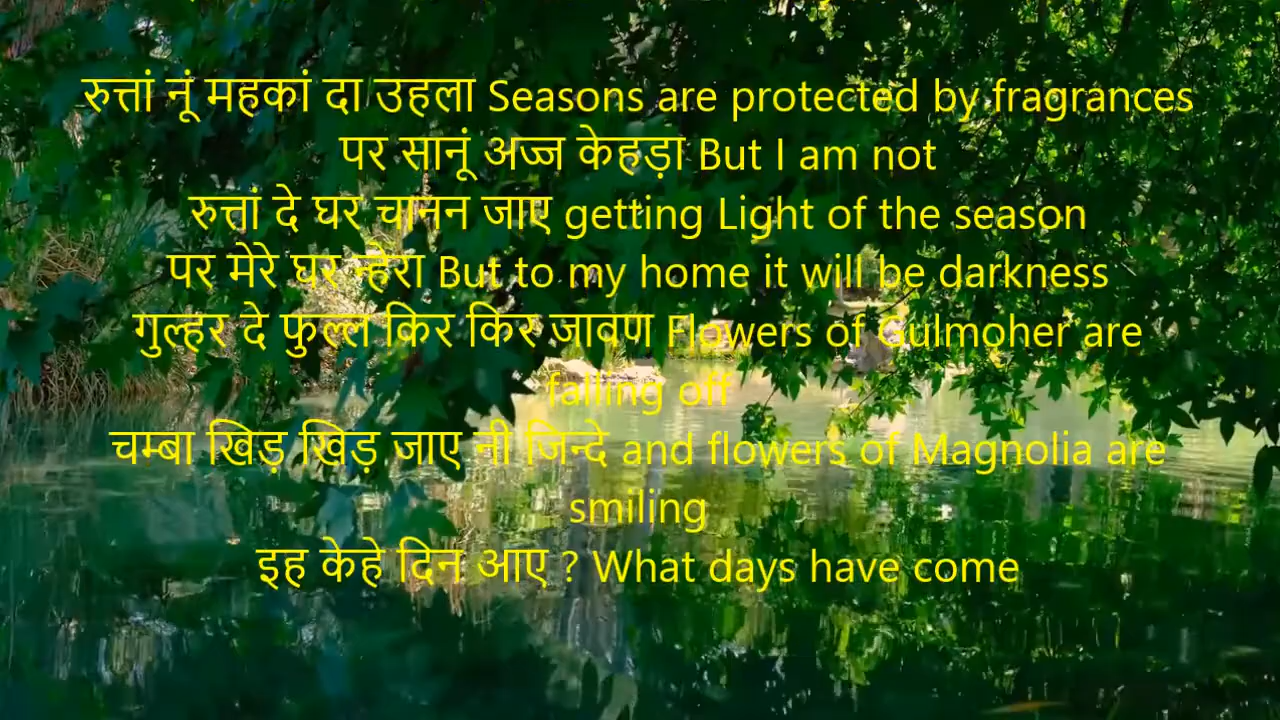 रुत्तां नूं महकां दा उहला Seasons are protected by fragrances
पर सानूं अज्ज केहड़ा But I am not
रुत्तां दे घर चानन जाए getting Light of the season
पर मेरे घर न्हेरा But to my home it will be darkness
गुल्हर दे फुल्ल किर किर जावण Flowers of Gulmoher are
falling off
चम्बा खिड़ खिड़ जाए नी जिन्दे and flowers of Magnolia are
smiling
इह केहे दिन आए ? What days have come